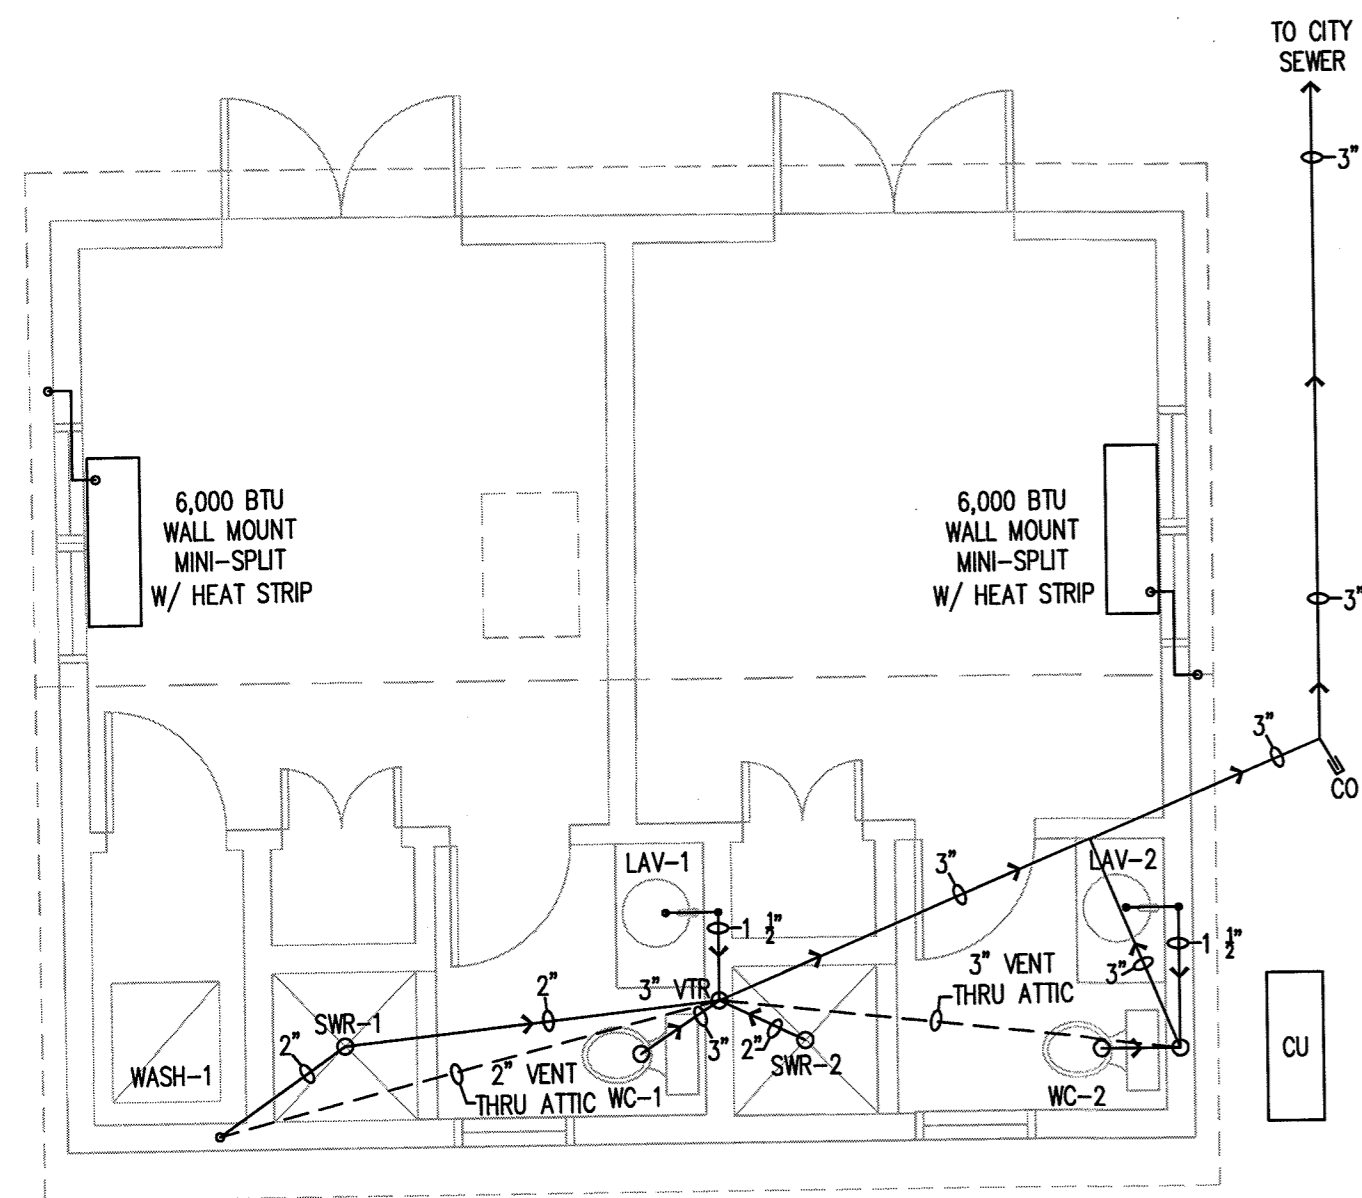 TO CITY
SEWER
3"
6,000 BTU
WALL MOUNT
MINI-SPLIT
W/ HEAT STRIP
6,000 BTU
WALL MOUNT
MINI-SPLIT
W/ HEAT STRIP
3"
3"
CO
LAV-1
3"
LAV-2
1 1/2"
1 1/2"
3" VENT
THRU ATTIC
3"
2"
3" VTR
SWR-1
2"
3"
2"
SWR-2
CU
WASH-1
2" VENT
THRU ATTIC
WC-1
WC-2